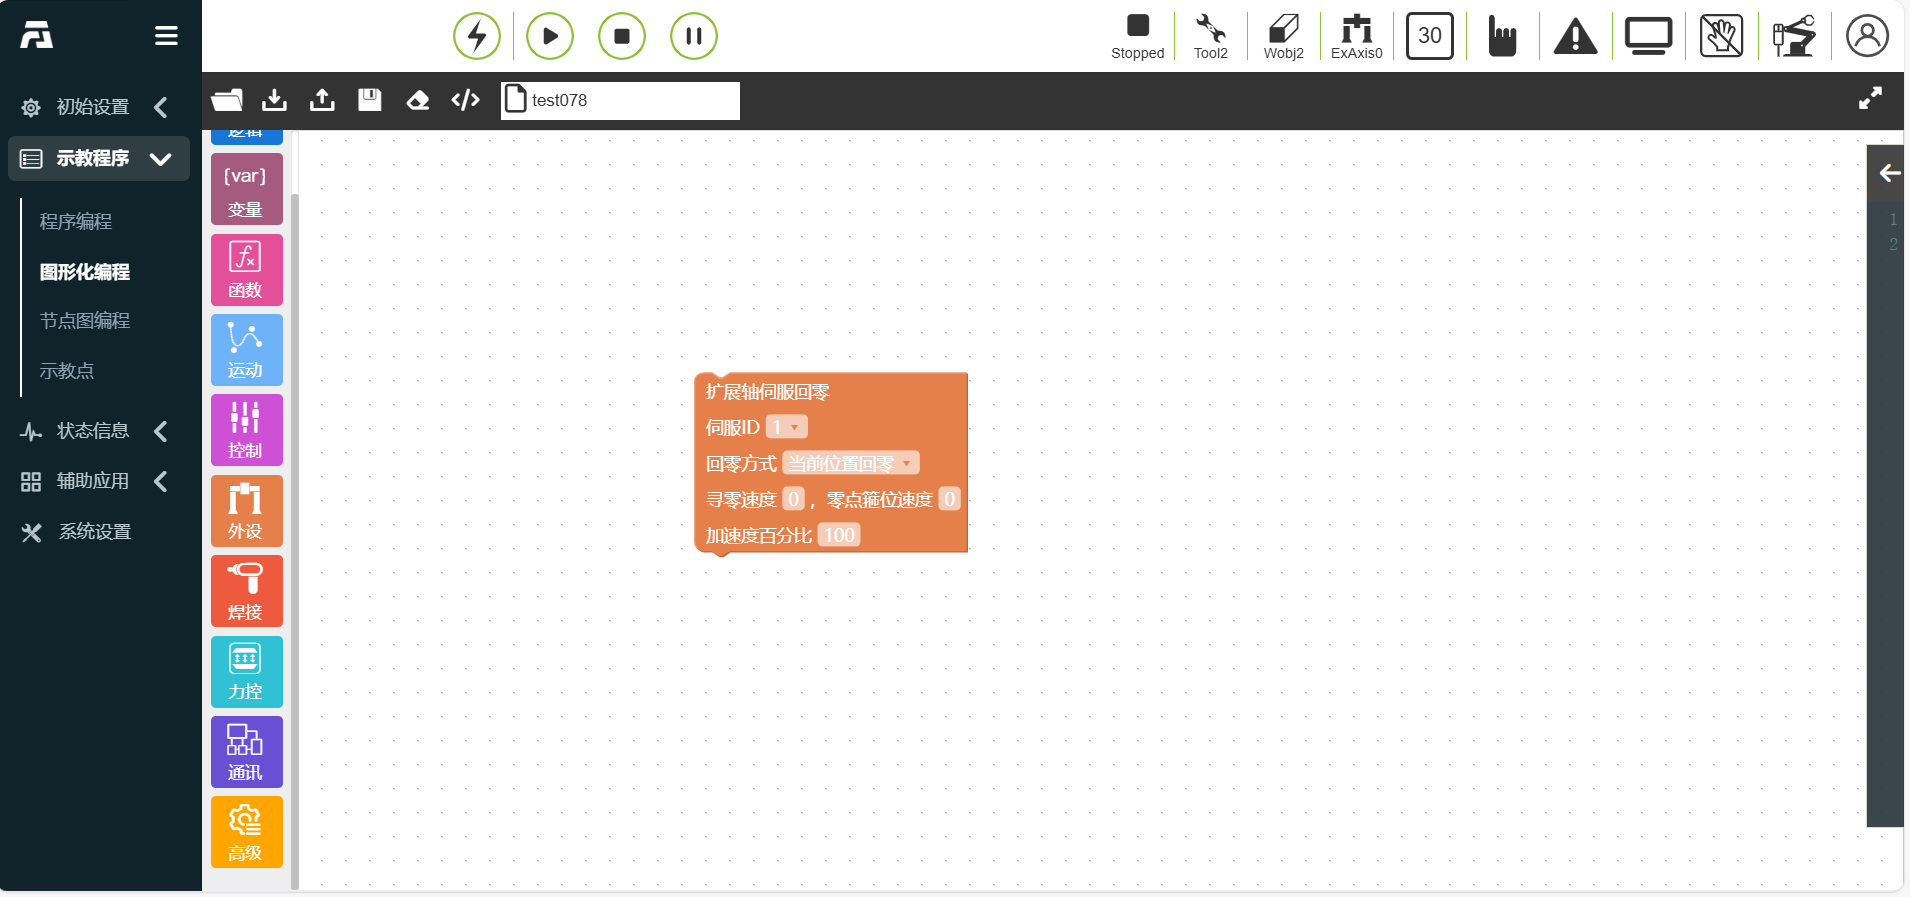 Stopped
Tool2
Wobj2
ExAxis0
30
test078
初始设置
示教程序
程序编程
图形化编程
节点图编程
示教点
状态信息
辅助应用
系统设置
逻辑
{var}
变量
函数
运动
控制
外设
焊接
力控
通讯
高级
扩展轴伺服回零
伺服ID 1
回零方式 当前位置回零
寻零速度 0 ， 零点箍位速度 0
加速度百分比 100
1
2